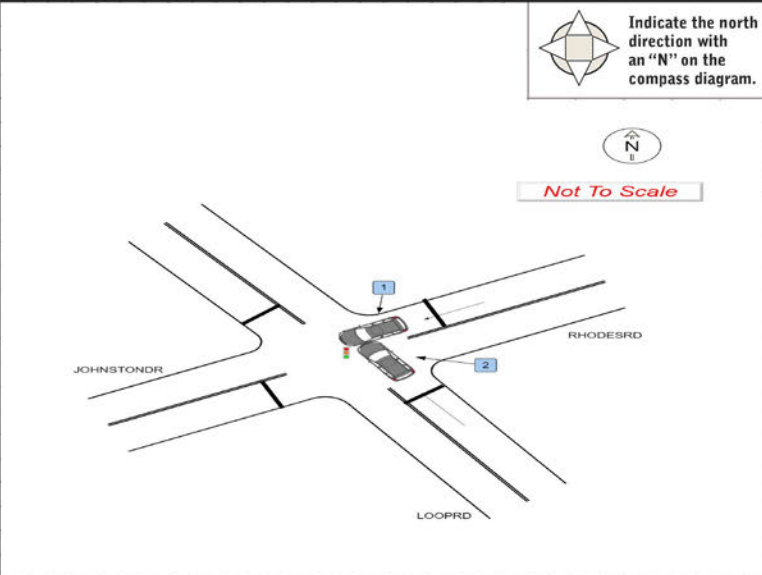 Indicate the north
direction with
an “N” on the
compass diagram.
N
Not To Scale
1
RHODESRD
2
JOHNSTONDR
LOOPRD